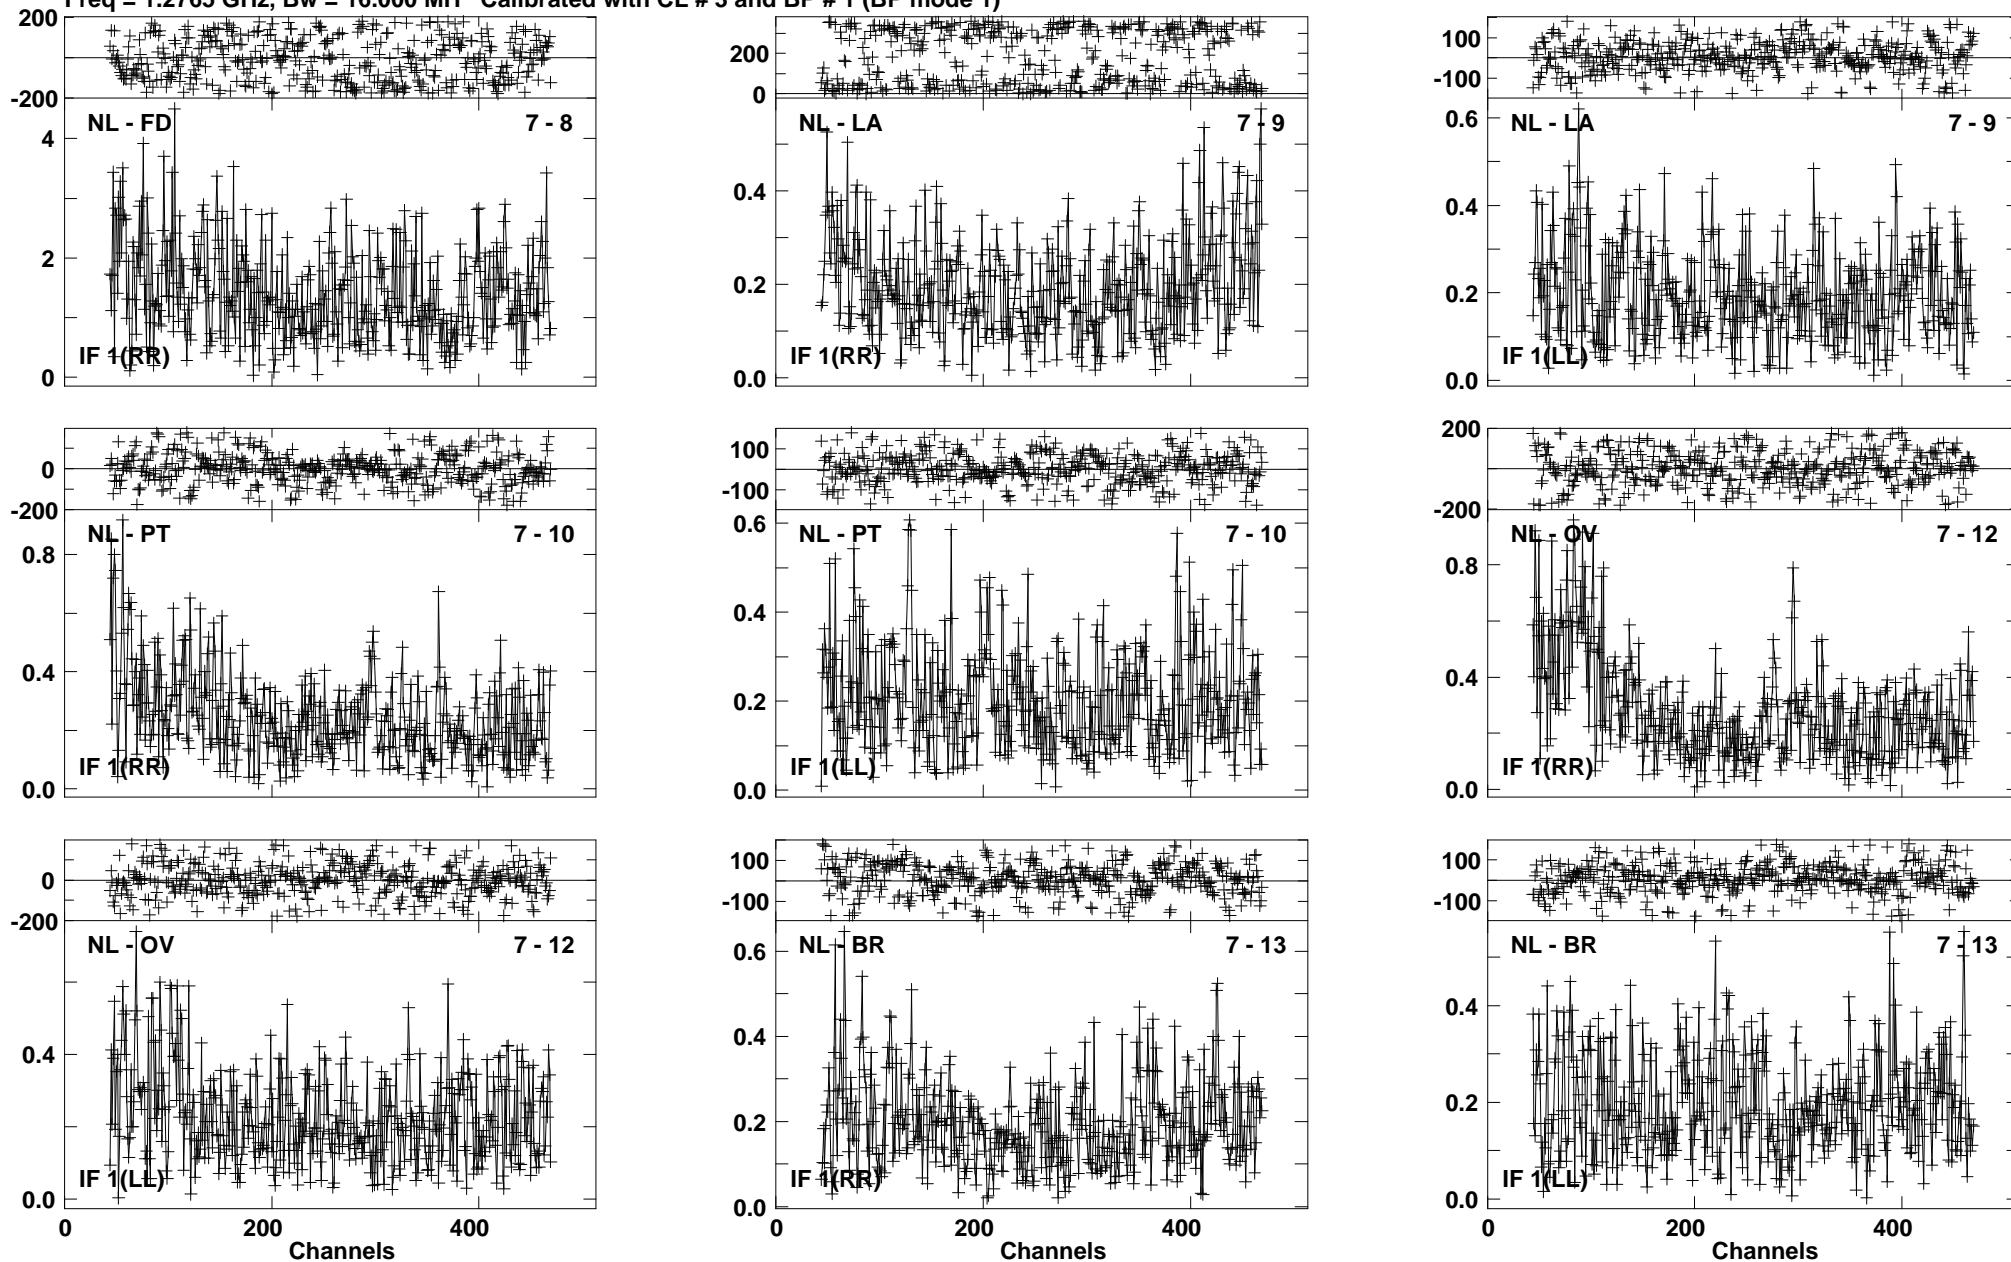 Freq = 1.2765 GHz, Bw = 16.000 MH Calibrated with CL # 3 and BP # 1 (BP mode 1)
200
-200
NL - FD 7 - 8
4
2
0
IF 1(RR)
200
0
NL - LA 7 - 9
0.4
0.2
0.0
IF 1(RR)
100
-100
NL - LA 7 - 9
0.6
0.4
0.2
0.0
IF 1(LL)
0
-200
NL - PT 7 - 10
0.8
0.4
0.0
IF 1(RR)
100
-100
NL - PT 7 - 10
0.6
0.4
0.2
0.0
IF 1(LL)
200
-200
NL - OV 7 - 12
0.8
0.4
0.0
IF 1(RR)
0
-200
NL - OV 7 - 12
0.4
0.0
IF 1(LL)
0 200 400
Channels
100
-100
NL - BR 7 - 13
0.6
0.4
0.2
0.0
IF 1(RR)
0 200 400
Channels
100
-100
NL - BR 7 - 13
0.4
0.2
0.0
IF 1(LL)
0 200 400
Channels